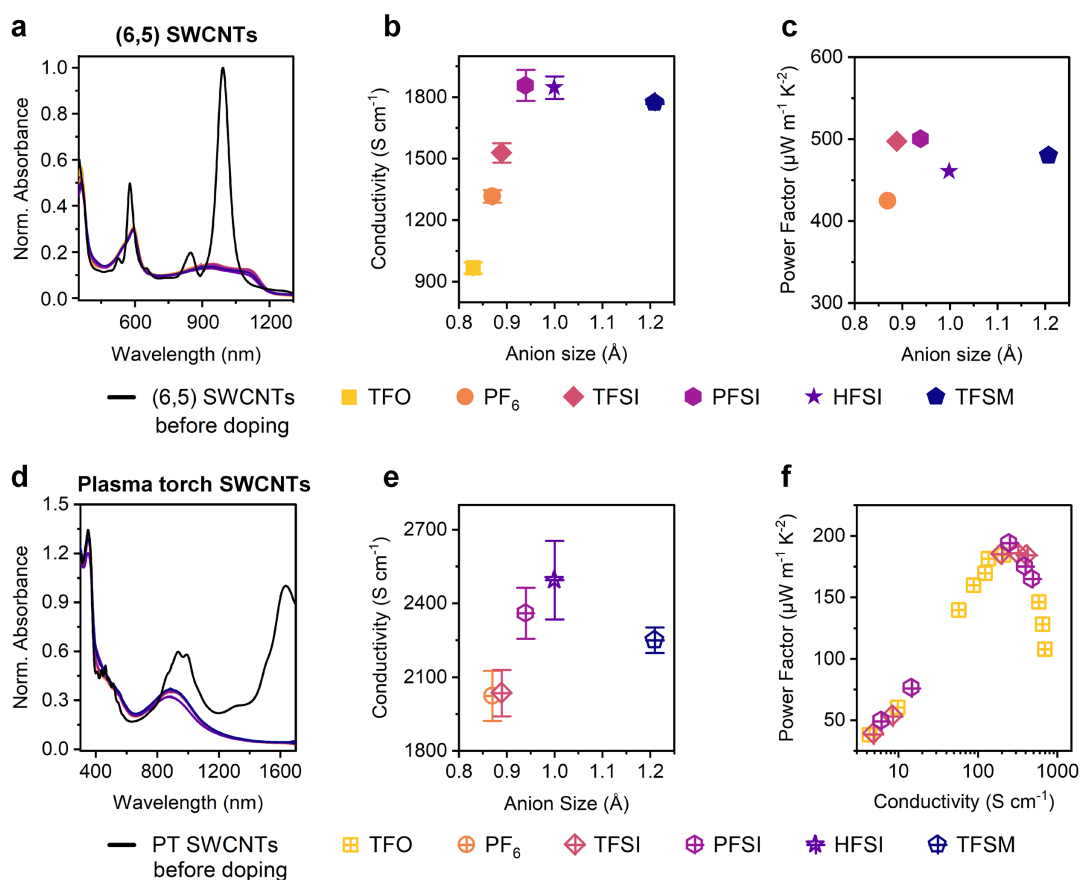 a
(6,5) SWCNTs
Norm. Absorbance
1.0
0.8
0.6
0.4
0.2
0.0
600
900
1200
Wavelength (nm)
b
Conductivity (S cm⁻¹)
1800
1500
1200
900
0.8
0.9
1.0
1.1
1.2
Anion size (Å)
c
Power Factor (µW m⁻¹ K⁻²)
600
500
400
300
0.8
0.9
1.0
1.1
1.2
Anion size (Å)
(6,5) SWCNTs
before doping
TFO
PF₆
TFSI
PFSI
HFSI
TFSM
d
Plasma torch SWCNTs
Norm. Absorbance
1.5
1.2
0.9
0.6
0.3
0.0
400
800
1200
1600
Wavelength (nm)
e
Conductivity (S cm⁻¹)
2700
2400
2100
1800
0.8
0.9
1.0
1.1
1.2
Anion Size (Å)
f
Power Factor (µW m⁻¹ K⁻²)
200
150
100
50
10
100
1000
Conductivity (S cm⁻¹)
PT SWCNTs
before doping
TFO
PF₆
TFSI
PFSI
HFSI
TFSM